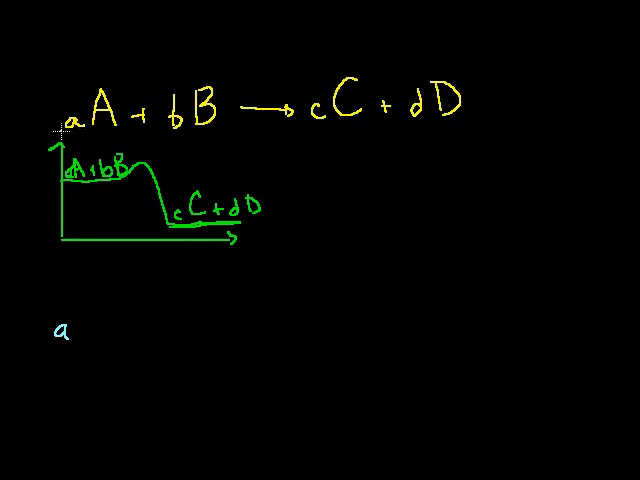 aA + bB → cC + dD
aA + bB
cC + dD
a